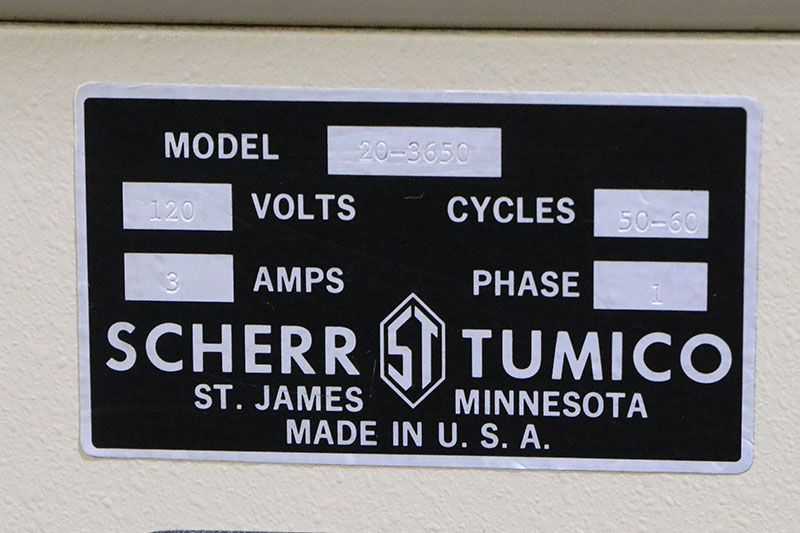 MODEL 20-3650
120 VOLTS CYCLES 50-60
3 AMPS PHASE 1
SCHERR ST TUMICO
ST. JAMES MINNESOTA
MADE IN U. S. A.